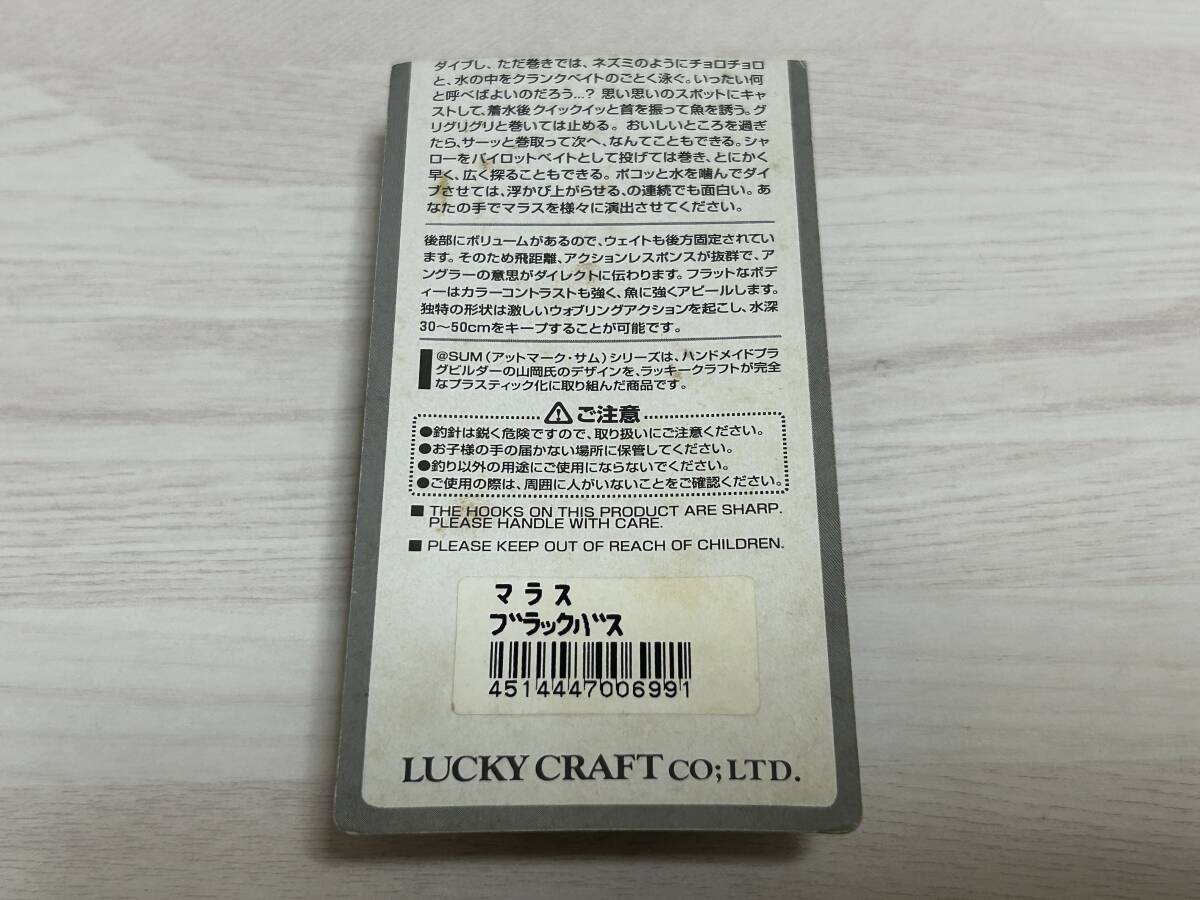 ダイブし、ただ巻きでは、ネズミのようにチョロチョロ
と、水の中をクランクベイトのごとく泳ぐ。いったい何
と呼べばよいのだろう...? 思い思いのスポットにキャ
ストして、着水後クイックイッと首を振って魚を誘う。グ
リグリグリと巻いては止める。おいしいところを過ぎ
たら、サーッと巻取って次へ、なんてこともできる。シャ
ローをパイロットベイトとして投げては巻き、とにかく
早く、広く探ることもできる。ポコッと水を噛んでダイ
ブさせては、浮かび上がらせる、の連続でも面白い。あ
なたの手でマラスを様々に演出させてください。
後部にボリュームがあるので、ウェイトも後方固定されてい
ます。そのため飛距離、アクションレスポンスが抜群で、ア
ングラーの意思がダイレクトに伝わります。フラットなボデ
ィーはカラーコントラストも強く、魚に強くアピールします。
独特の形状は激しいウォブリングアクションを起こし、水深
30〜50cmをキープすることが可能です。
@SUM(アットマーク・サム)シリーズは、ハンドメイドプラ
グビルダーの山岡氏のデザインを、ラッキークラフトが完全
なプラスティック化に取り組んだ商品です。
⚠ご注意
●釣針は鋭く危険ですので、取り扱いにご注意ください。
●お子様の手の届かない場所に保管してください。
●釣り以外の用途にご使用にならないでください。
●ご使用の際は、周囲に人がいないことをご確認ください。
■ THE HOOKS ON THIS PRODUCT ARE SHARP.
PLEASE HANDLE WITH CARE.
■ PLEASE KEEP OUT OF REACH OF CHILDREN.
マラス
ブラックバス
4514447006991
LUCKY CRAFT CO;LTD.